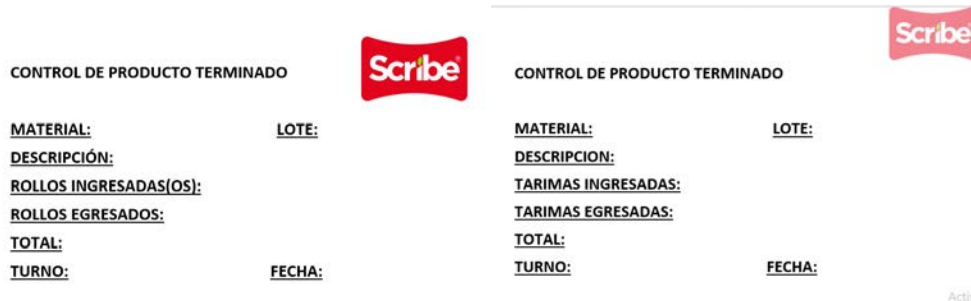 Scribe
CONTROL DE PRODUCTO TERMINADO
MATERIAL: LOTE:
DESCRIPCIÓN:
ROLLOS INGRESADAS(OS):
ROLLOS EGRESADOS:
TOTAL:
TURNO: FECHA:
Scribe
CONTROL DE PRODUCTO TERMINADO
MATERIAL: LOTE:
DESCRIPCION:
TARIMAS INGRESADAS:
TARIMAS EGRESADAS:
TOTAL:
TURNO: FECHA:
Acti